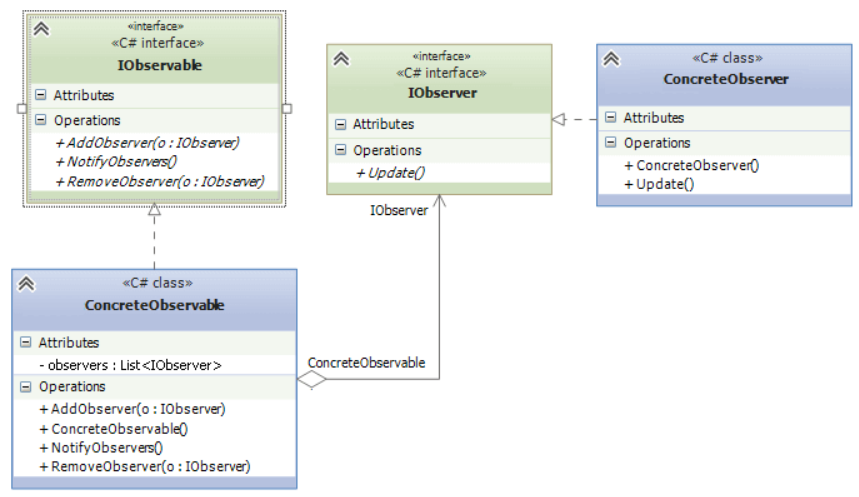 «interface»
«C# interface»
IObservable
Attributes
Operations
+ AddObserver(o : IObserver)
+ NotifyObservers()
+ RemoveObserver(o : IObserver)
«interface»
«C# interface»
IObserver
Attributes
Operations
+ Update()
«C# class»
ConcreteObserver
Attributes
Operations
+ ConcreteObserver()
+ Update()
IObserver
«C# class»
ConcreteObservable
Attributes
- observers : List<IObserver>
Operations
+ AddObserver(o : IObserver)
+ ConcreteObservable()
+ NotifyObservers()
+ RemoveObserver(o : IObserver)
ConcreteObservable